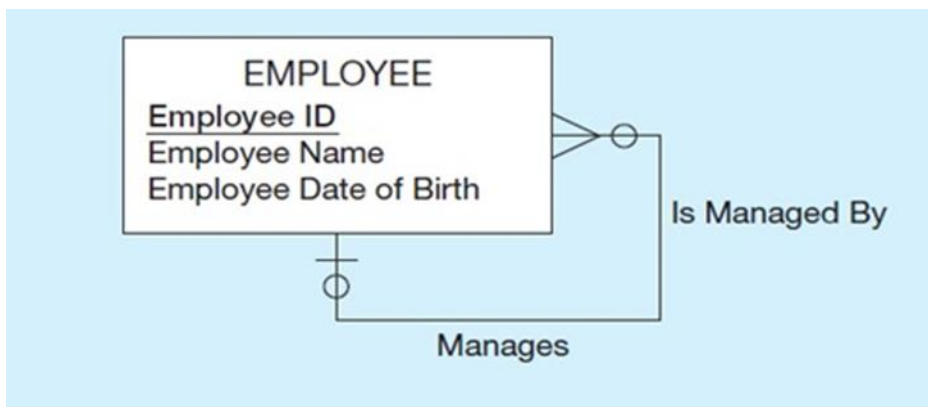 EMPLOYEE
Employee ID
Employee Name
Employee Date of Birth
Is Managed By
Manages